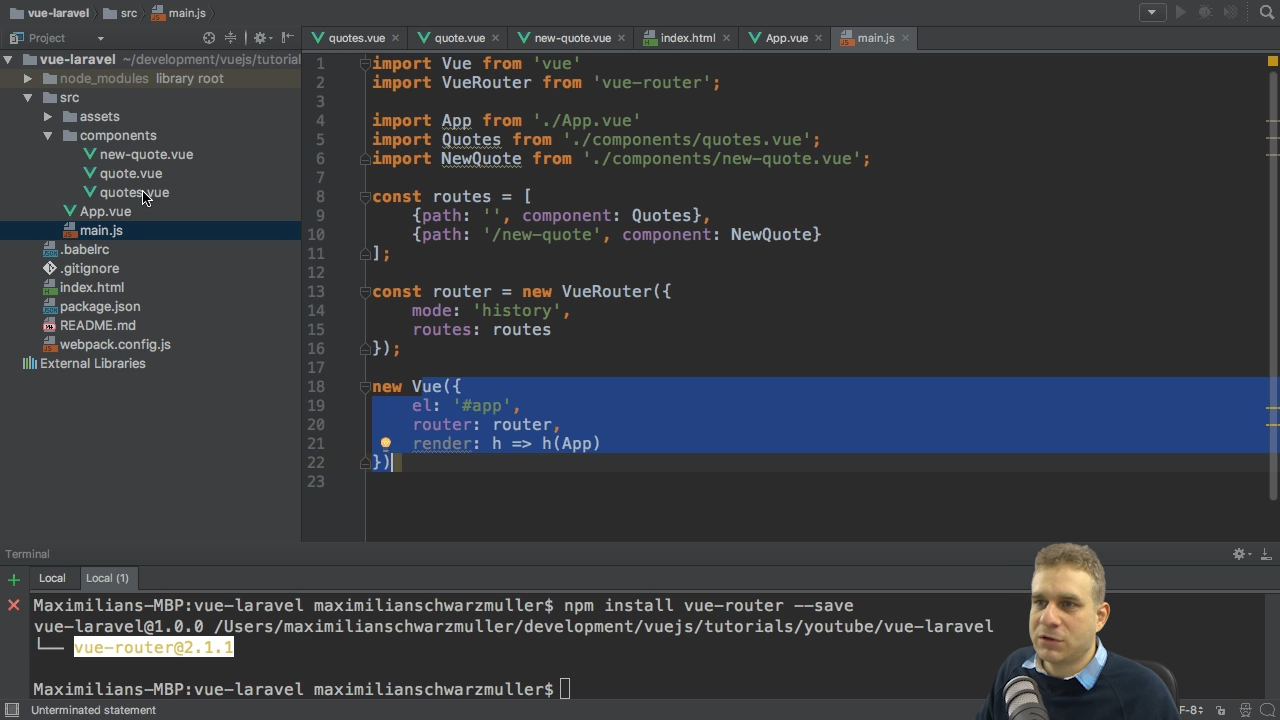 vue-laravel src main.js
Project
quotes.vue quote.vue new-quote.vue index.html App.vue main.js
vue-laravel ~/development/vuejs/tutorial
node_modules library root
src
assets
components
new-quote.vue
quote.vue
quotes.vue
App.vue
main.js
.babelrc
.gitignore
index.html
package.json
README.md
webpack.config.js
External Libraries
1 import Vue from 'vue'
2 import VueRouter from 'vue-router';
3
4 import App from './App.vue'
5 import Quotes from './components/quotes.vue';
6 import NewQuote from './components/new-quote.vue';
7
8 const routes = [
9 {path: '', component: Quotes},
10 {path: '/new-quote', component: NewQuote}
11 ];
12
13 const router = new VueRouter({
14 mode: 'history',
15 routes: routes
16 });
17
18 new Vue({
19 el: '#app',
20 router: router,
21 render: h => h(App)
22 })
23
Terminal
Local Local (1)
Maximilians-MBP:vue-laravel maximilianschwarzmuller$ npm install vue-router --save
vue-laravel@1.0.0 /Users/maximilianschwarzmuller/development/vuejs/tutorials/youtube/vue-laravel
└── vue-router@2.1.1
Maximilians-MBP:vue-laravel maximilianschwarzmuller$
Unterminated statement
F-8